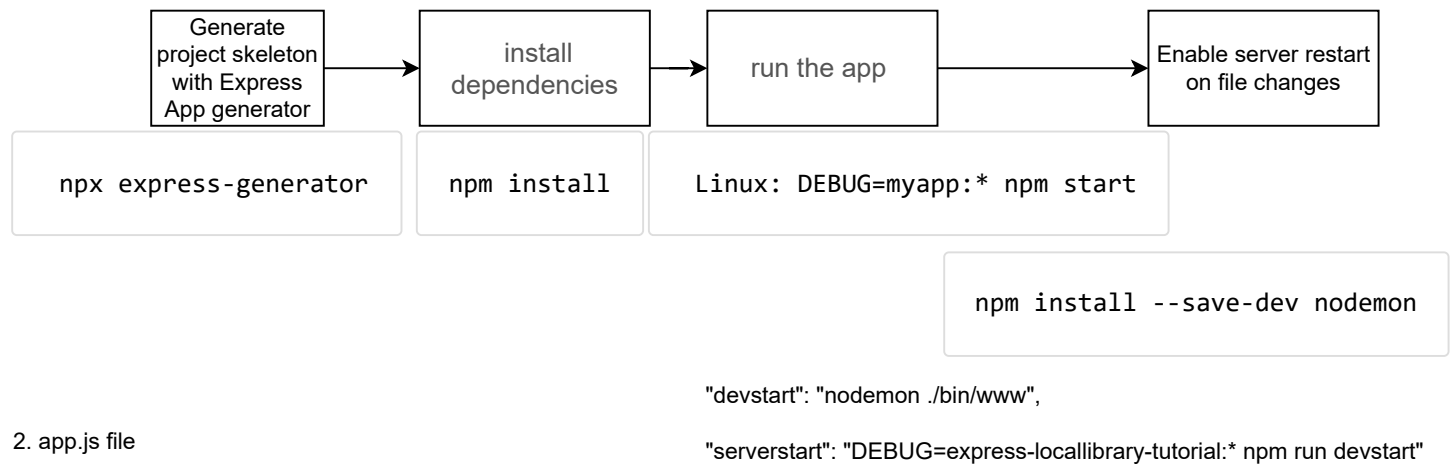 Generate
project skeleton
with Express
App generator
install
dependencies
run the app
Enable server restart
on file changes
npx express-generator
npm install
Linux: DEBUG=myapp:* npm start
npm install --save-dev nodemon
"devstart": "nodemon ./bin/www",
2. app.js file
"serverstart": "DEBUG=express-locallibrary-tutorial:* npm run devstart"